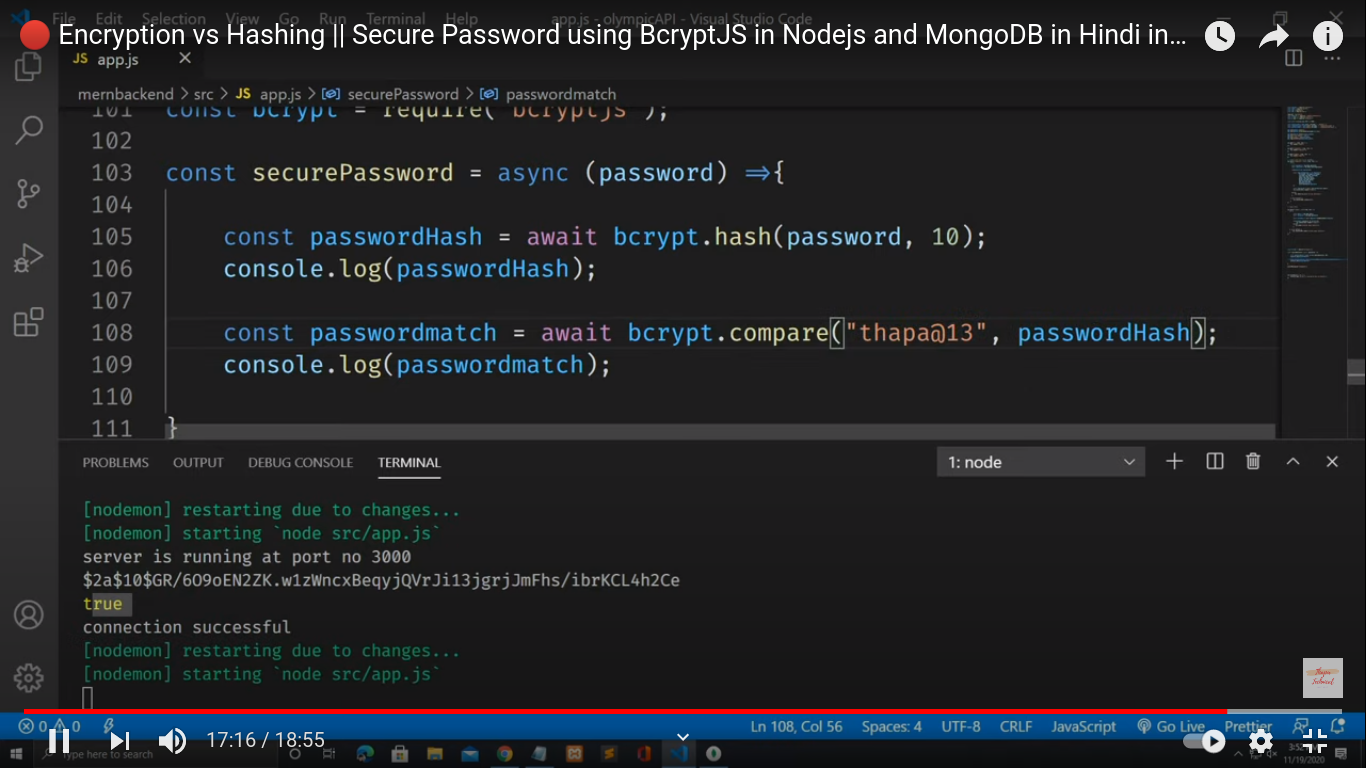 File Edit Selection View Go Run Terminal Help app.js - olympicAPI - Visual Studio Code
Encryption vs Hashing || Secure Password using BcryptJS in Nodejs and MongoDB in Hindi in...
JS app.js
mernbackend > src > JS app.js > securePassword > passwordmatch
101 const bcrypt = require("bcryptjs");
102
103 const securePassword = async (password) =>{
104
105 const passwordHash = await bcrypt.hash(password, 10);
106 console.log(passwordHash);
107
108 const passwordmatch = await bcrypt.compare("thapa@13", passwordHash);
109 console.log(passwordmatch);
110
111 }
PROBLEMS OUTPUT DEBUG CONSOLE TERMINAL 1: node
[nodemon] restarting due to changes...
[nodemon] starting `node src/app.js`
server is running at port no 3000
$2a$10$GR/6O9oEN2ZK.w1zWncxBeqyjQVrJi13jgrjJmFhs/ibrKCL4h2Ce
true
connection successful
[nodemon] restarting due to changes...
[nodemon] starting `node src/app.js`
Thapa Technical
0 0 Ln 108, Col 56 Spaces: 4 UTF-8 CRLF JavaScript Go Live Prettier
17:16 / 18:55
Type here to search
11/19/2020